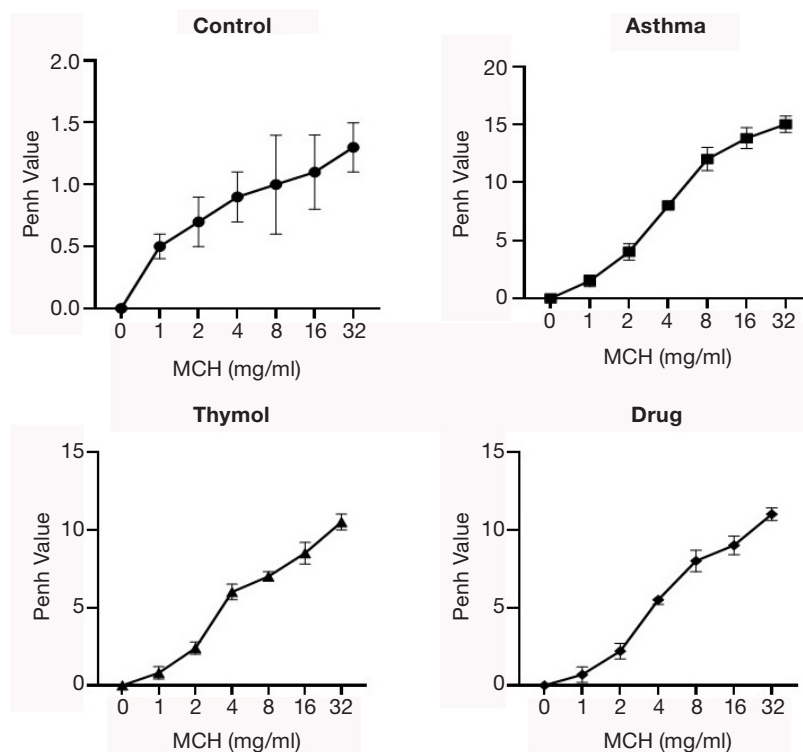 Control
2.0
1.5
1.0
0.5
0.0
Penh Value
0 1 2 4 8 16 32
MCH (mg/ml)
Asthma
20
15
10
5
0
Penh Value
0 1 2 4 8 16 32
MCH (mg/ml)
Thymol
15
10
5
0
Penh Value
0 1 2 4 8 16 32
MCH (mg/ml)
Drug
15
10
5
0
Penh Value
0 1 2 4 8 16 32
MCH (mg/ml)